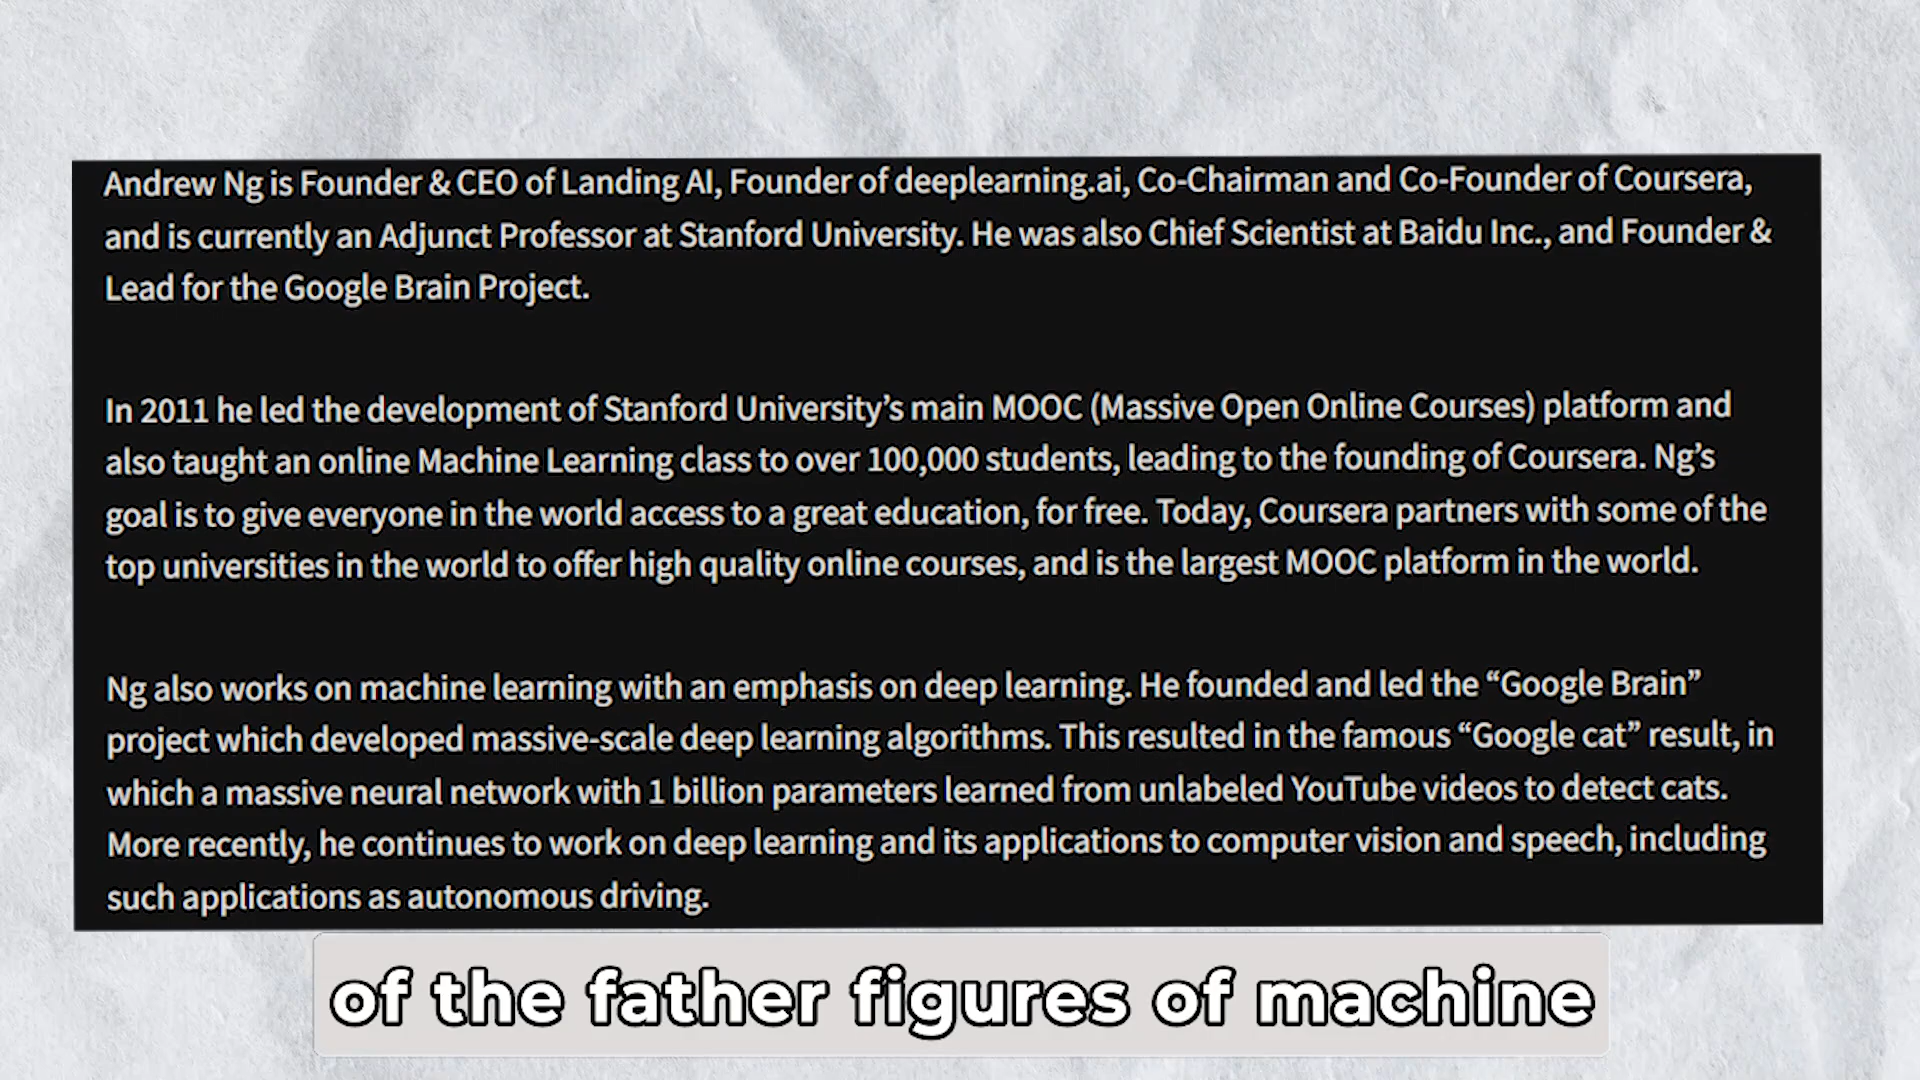 Andrew Ng is Founder & CEO of Landing AI, Founder of deeplearning.ai, Co-Chairman and Co-Founder of Coursera,
and is currently an Adjunct Professor at Stanford University. He was also Chief Scientist at Baidu Inc., and Founder &
Lead for the Google Brain Project.
In 2011 he led the development of Stanford University’s main MOOC (Massive Open Online Courses) platform and
also taught an online Machine Learning class to over 100,000 students, leading to the founding of Coursera. Ng’s
goal is to give everyone in the world access to a great education, for free. Today, Coursera partners with some of the
top universities in the world to offer high quality online courses, and is the largest MOOC platform in the world.
Ng also works on machine learning with an emphasis on deep learning. He founded and led the “Google Brain”
project which developed massive-scale deep learning algorithms. This resulted in the famous “Google cat” result, in
which a massive neural network with 1 billion parameters learned from unlabeled YouTube videos to detect cats.
More recently, he continues to work on deep learning and its applications to computer vision and speech, including
such applications as autonomous driving.
of the father figures of machine